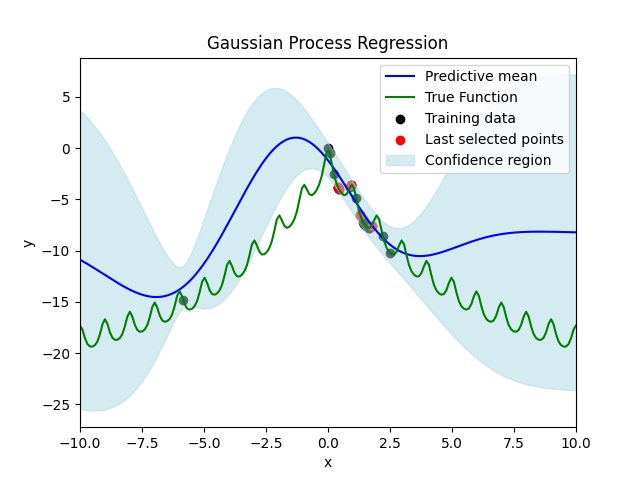 Gaussian Process Regression
Predictive mean
True Function
Training data
Last selected points
Confidence region
y
5
0
−5
−10
−15
−20
−25
−10.0 −7.5 −5.0 −2.5 0.0 2.5 5.0 7.5 10.0
x